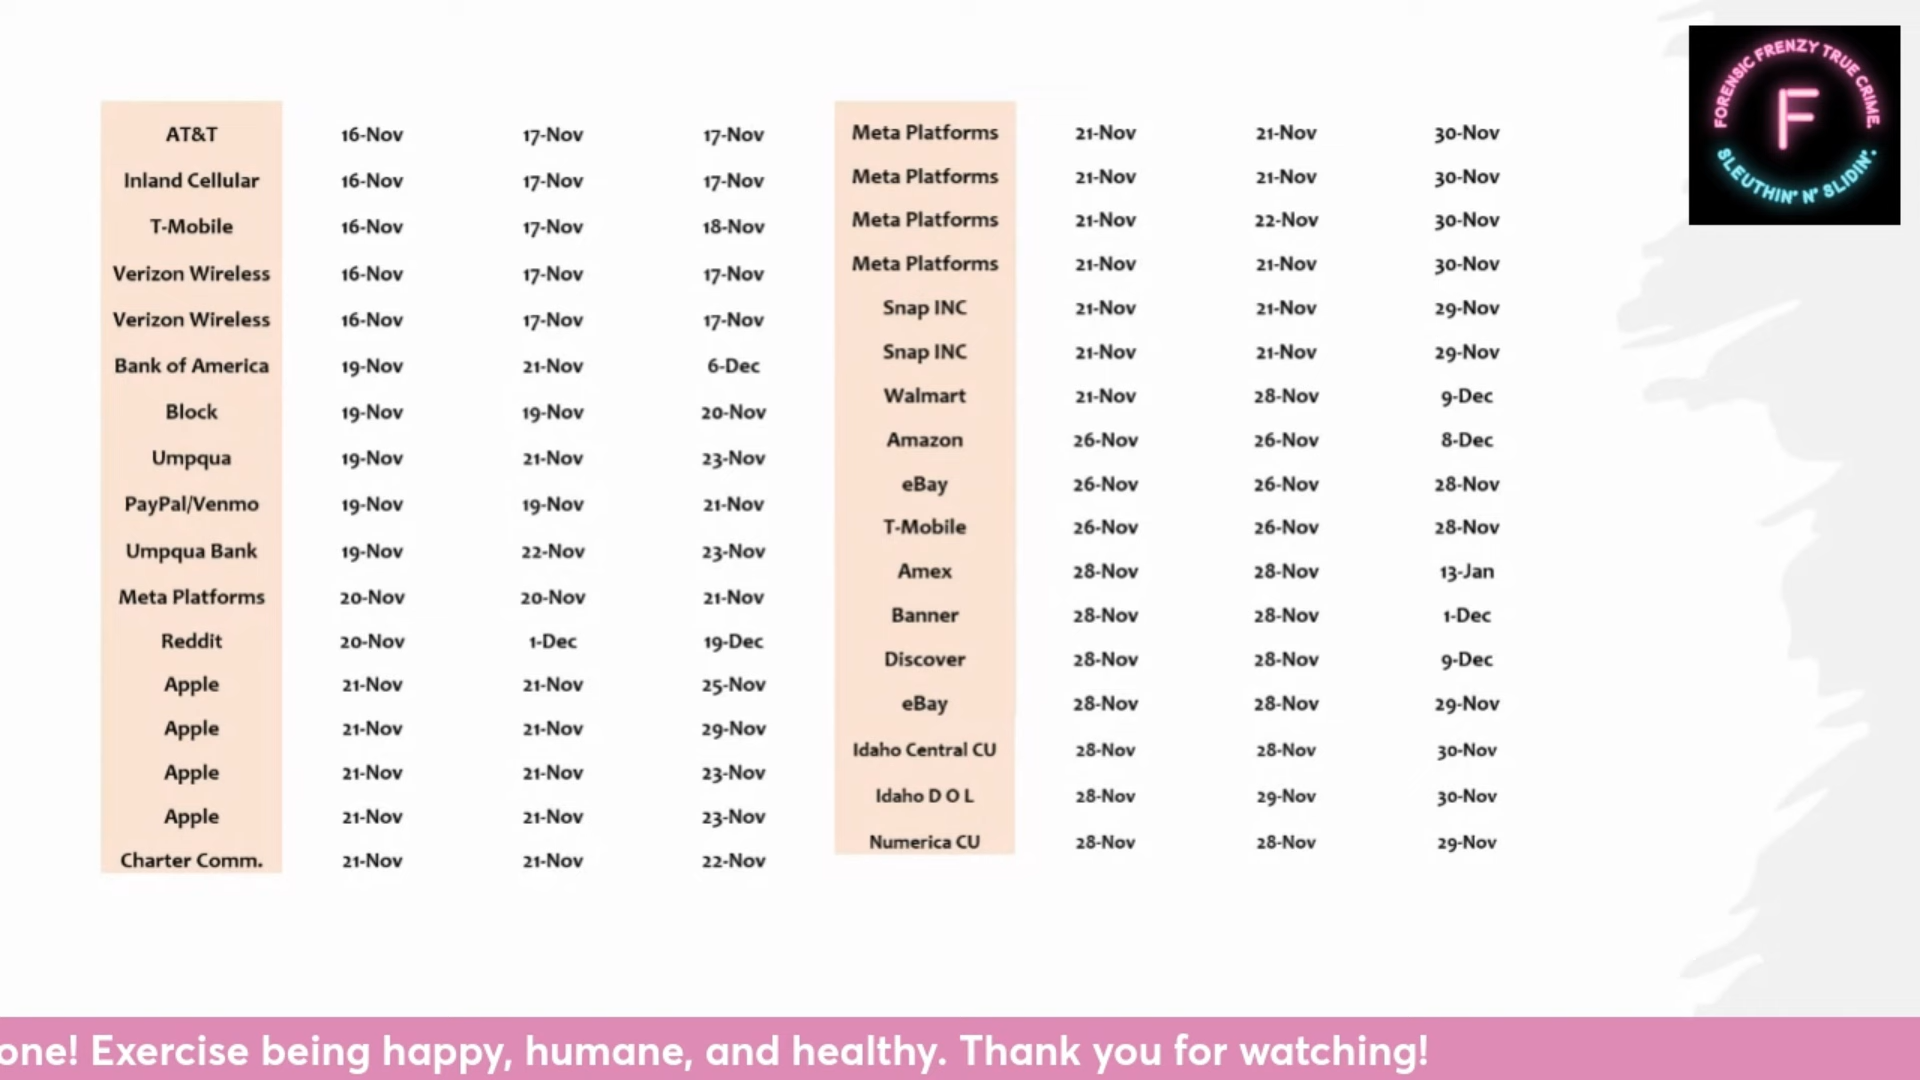 AT&T 16-Nov 17-Nov 17-Nov
Inland Cellular 16-Nov 17-Nov 17-Nov
T-Mobile 16-Nov 17-Nov 18-Nov
Verizon Wireless 16-Nov 17-Nov 17-Nov
Verizon Wireless 16-Nov 17-Nov 17-Nov
Bank of America 19-Nov 21-Nov 6-Dec
Block 19-Nov 19-Nov 20-Nov
Umpqua 19-Nov 21-Nov 23-Nov
PayPal/Venmo 19-Nov 19-Nov 21-Nov
Umpqua Bank 19-Nov 22-Nov 23-Nov
Meta Platforms 20-Nov 20-Nov 21-Nov
Reddit 20-Nov 1-Dec 19-Dec
Apple 21-Nov 21-Nov 25-Nov
Apple 21-Nov 21-Nov 29-Nov
Apple 21-Nov 21-Nov 23-Nov
Apple 21-Nov 21-Nov 23-Nov
Charter Comm. 21-Nov 21-Nov 22-Nov
Meta Platforms 21-Nov 21-Nov 30-Nov
Meta Platforms 21-Nov 21-Nov 30-Nov
Meta Platforms 21-Nov 22-Nov 30-Nov
Meta Platforms 21-Nov 21-Nov 30-Nov
Snap INC 21-Nov 21-Nov 29-Nov
Snap INC 21-Nov 21-Nov 29-Nov
Walmart 21-Nov 28-Nov 9-Dec
Amazon 26-Nov 26-Nov 8-Dec
eBay 26-Nov 26-Nov 28-Nov
T-Mobile 26-Nov 26-Nov 28-Nov
Amex 28-Nov 28-Nov 13-Jan
Banner 28-Nov 28-Nov 1-Dec
Discover 28-Nov 28-Nov 9-Dec
eBay 28-Nov 28-Nov 29-Nov
Idaho Central CU 28-Nov 28-Nov 30-Nov
Idaho D O L 28-Nov 29-Nov 30-Nov
Numerica CU 28-Nov 28-Nov 29-Nov
FORENSIC FRENZY TRUE CRIME.
F
SLEUTHIN' N' SLIDIN'.
one! Exercise being happy, humane, and healthy. Thank you for watching!